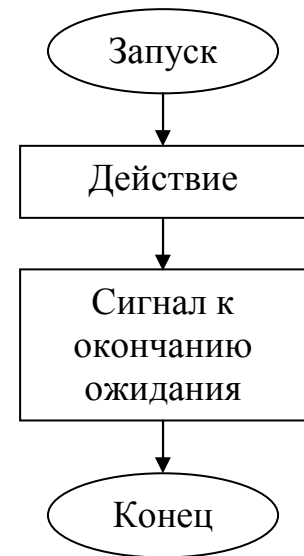 Запуск
Действие
Сигнал к
окончанию
ожидания
Конец